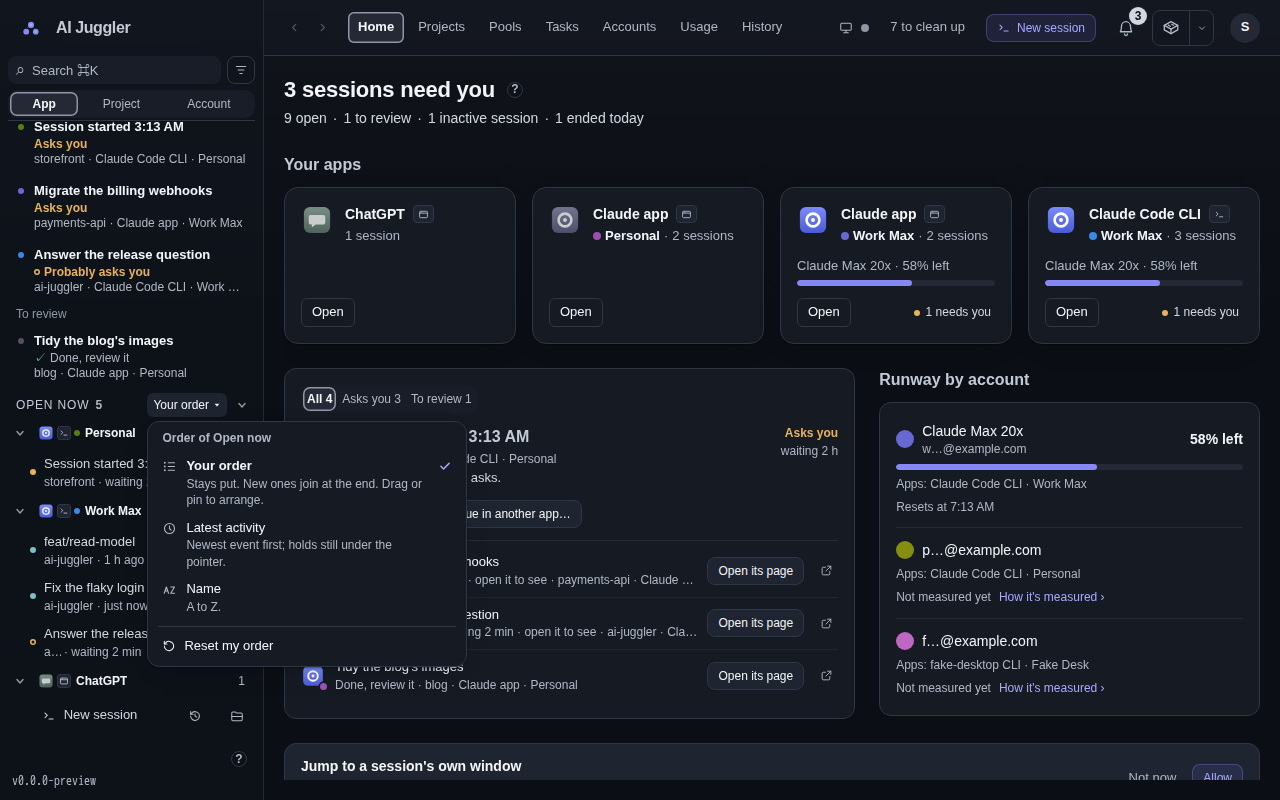 AI Juggler
Search ⌘K
App Project Account
Session started 3:13 AM
Asks you
storefront · Claude Code CLI · Personal
Migrate the billing webhooks
Asks you
payments-api · Claude app · Work Max
Answer the release question
Probably asks you
ai-juggler · Claude Code CLI · Work …
To review
Tidy the blog's images
✓ Done, review it
blog · Claude app · Personal
OPEN NOW 5 Your order
Personal
Session started 3:
storefront · waiting
Work Max
feat/read-model
ai-juggler · 1 h ago
Fix the flaky login
ai-juggler · just now
Answer the releas
a… · waiting 2 min
ChatGPT 1
New session
?
v0.0.0-preview
Home Projects Pools Tasks Accounts Usage History
7 to clean up
New session
3
S
3 sessions need you ?
9 open · 1 to review · 1 inactive session · 1 ended today
Your apps
ChatGPT
1 session
Open
Claude app
Personal · 2 sessions
Open
Claude app
Work Max · 2 sessions
Claude Max 20x · 58% left
Open 1 needs you
Claude Code CLI
Work Max · 3 sessions
Claude Max 20x · 58% left
Open 1 needs you
All 4 Asks you 3 To review 1
3:13 AM Asks you
de CLI · Personal waiting 2 h
asks.
ue in another app…
hooks
· open it to see · payments-api · Claude … Open its page
estion
ng 2 min · open it to see · ai-juggler · Cla… Open its page
Tidy the blog's images
Done, review it · blog · Claude app · Personal Open its page
Order of Open now
Your order
Stays put. New ones join at the end. Drag or
pin to arrange.
Latest activity
Newest event first; holds still under the
pointer.
AZ Name
A to Z.
Reset my order
Runway by account
Claude Max 20x 58% left
w…@example.com
Apps: Claude Code CLI · Work Max
Resets at 7:13 AM
p…@example.com
Apps: Claude Code CLI · Personal
Not measured yet How it's measured ›
f…@example.com
Apps: fake-desktop CLI · Fake Desk
Not measured yet How it's measured ›
Jump to a session's own window
Not now Allow